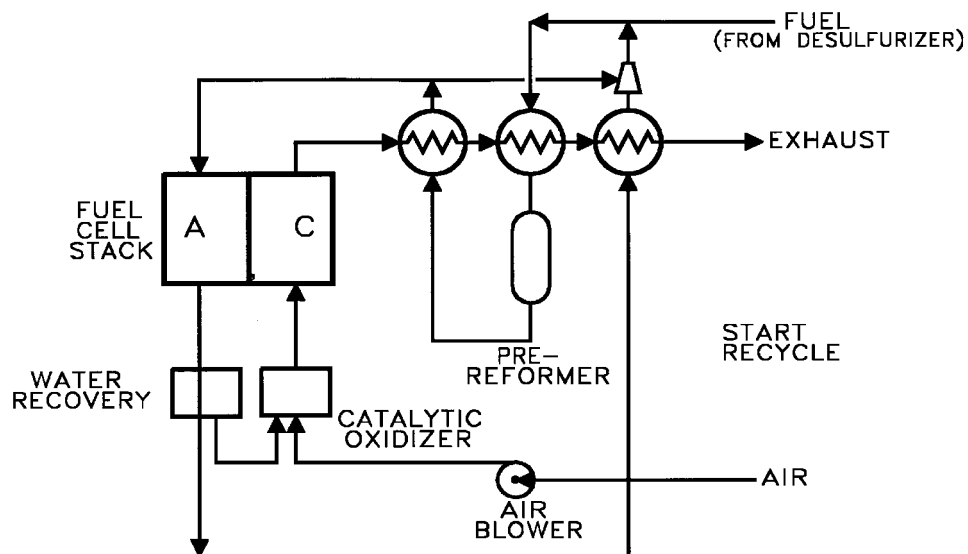 FUEL
(FROM DESULFURIZER)
EXHAUST
FUEL
CELL
STACK
A
C
START
RECYCLE
PRE-
REFORMER
WATER
RECOVERY
CATALYTIC
OXIDIZER
AIR
AIR
BLOWER